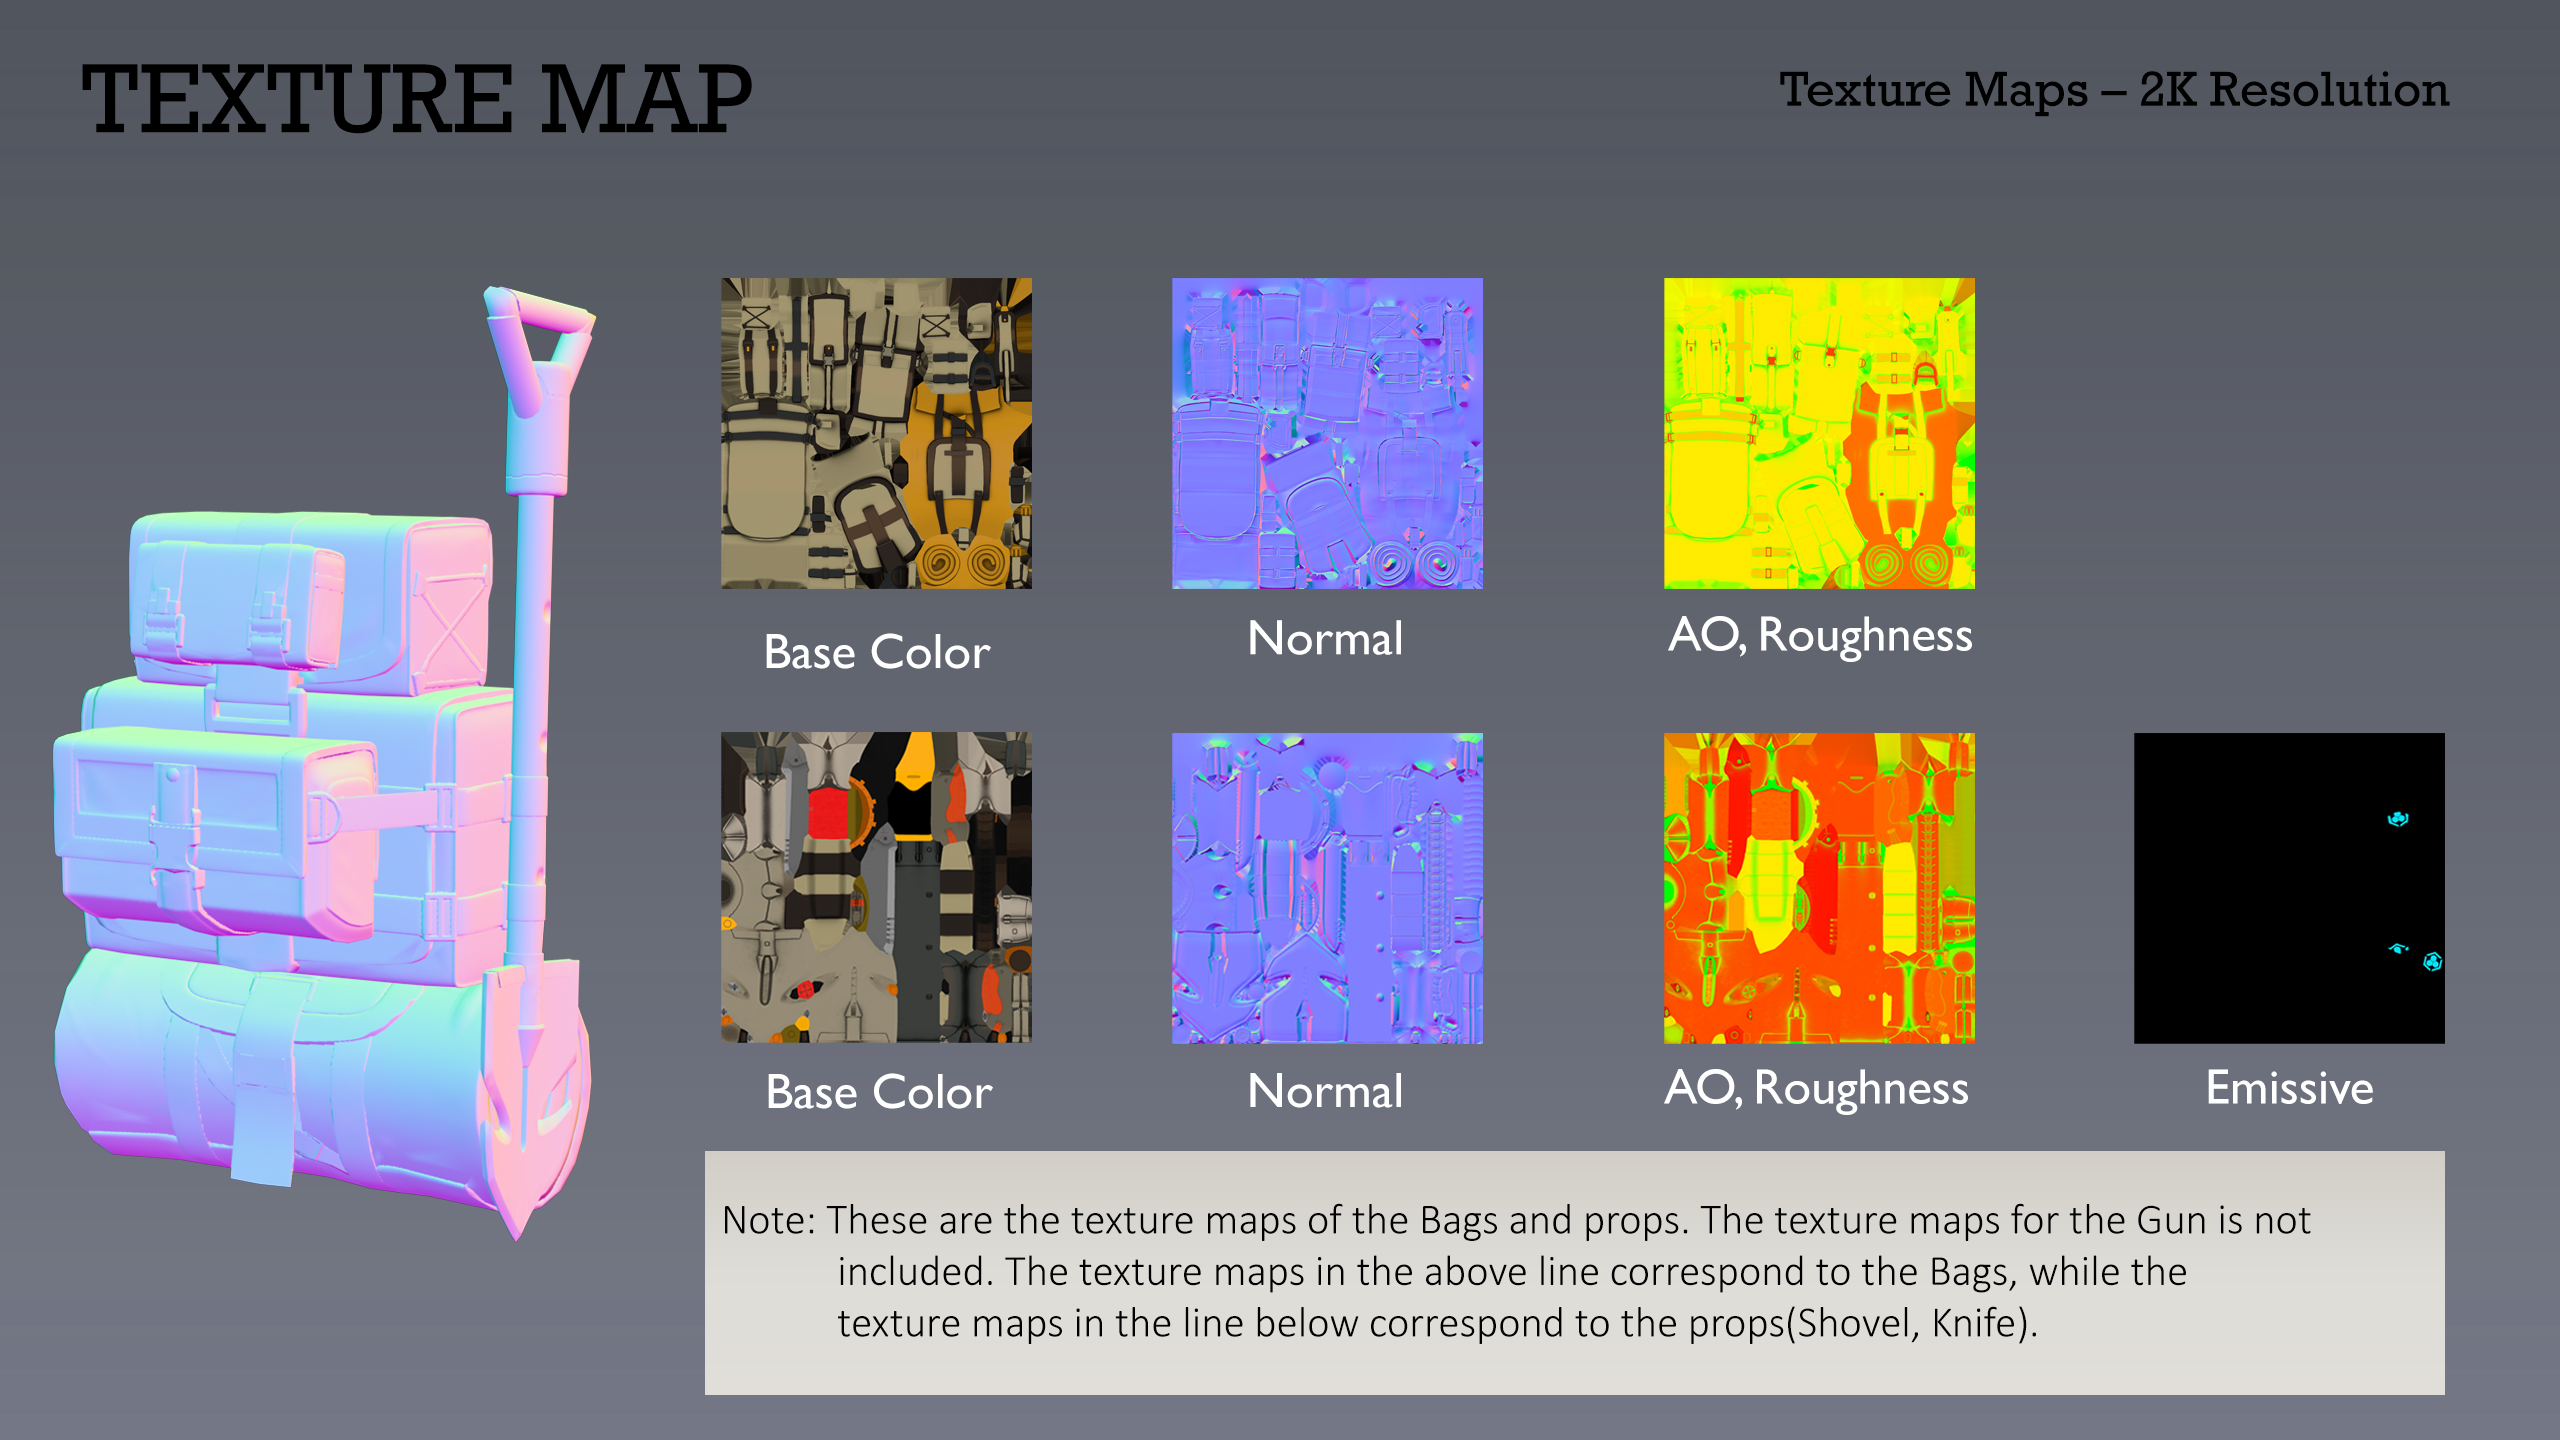 TEXTURE MAP
Texture Maps – 2K Resolution
Base Color
Normal
AO, Roughness
Base Color
Normal
AO, Roughness
Emissive
Note: These are the texture maps of the Bags and props. The texture maps for the Gun is not
included. The texture maps in the above line correspond to the Bags, while the
texture maps in the line below correspond to the props(Shovel, Knife).